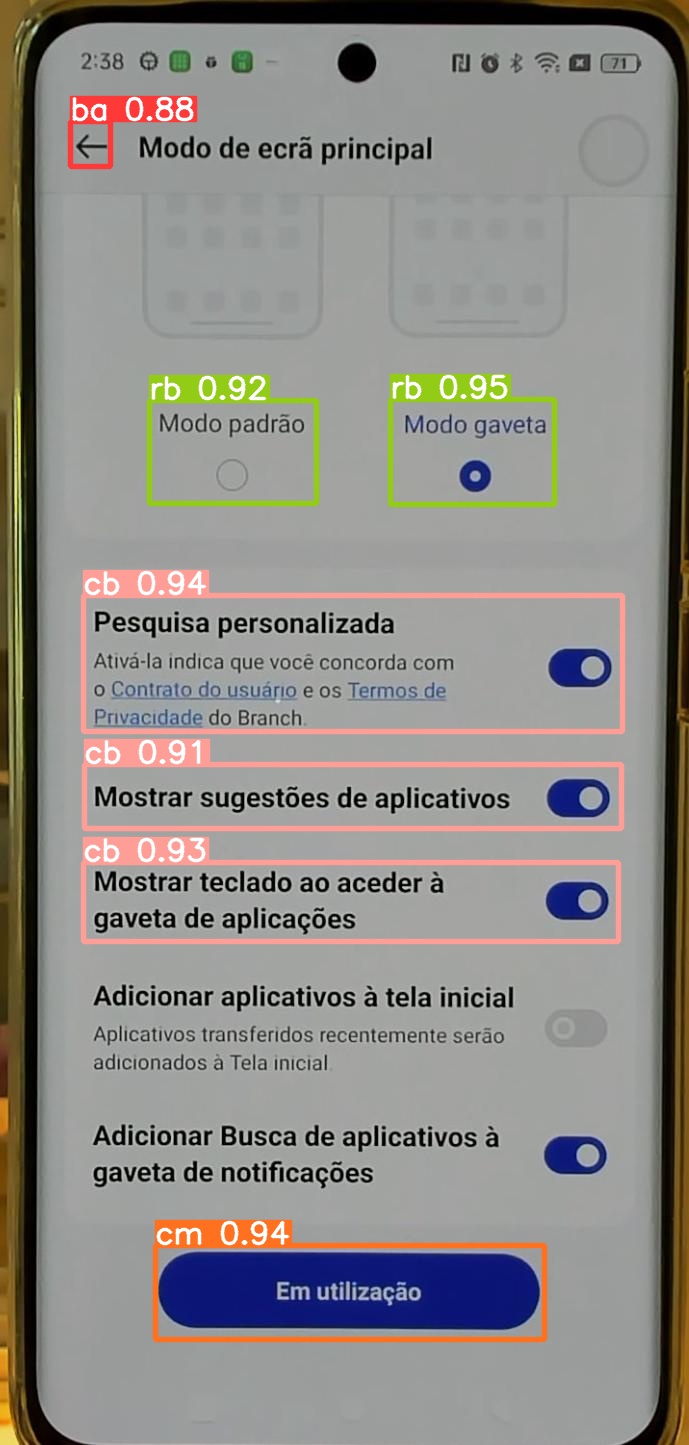 2:38
71
ba 0.88
Modo de ecrã principal
rb 0.92
rb 0.95
Modo padrão
Modo gaveta
cb 0.94
Pesquisa personalizada
Ativá-la indica que você concorda com
o Contrato do usuário e os Termos de
Privacidade do Branch.
cb 0.91
Mostrar sugestões de aplicativos
cb 0.93
Mostrar teclado ao aceder à
gaveta de aplicações
Adicionar aplicativos à tela inicial
Aplicativos transferidos recentemente serão
adicionados à Tela inicial.
Adicionar Busca de aplicativos à
gaveta de notificações
cm 0.94
Em utilização